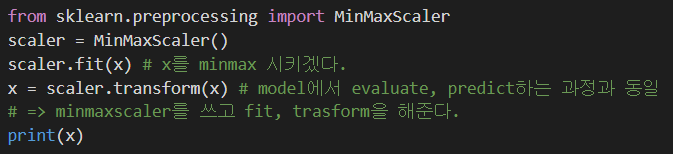 from sklearn.preprocessing import MinMaxScaler
scaler = MinMaxScaler()
scaler.fit(x) # x를 minmax 시키겠다.
x = scaler.transform(x) # model에서 evaluate, predict하는 과정과 동일
# => minmaxscaler를 쓰고 fit, trasform을 해준다.
print(x)